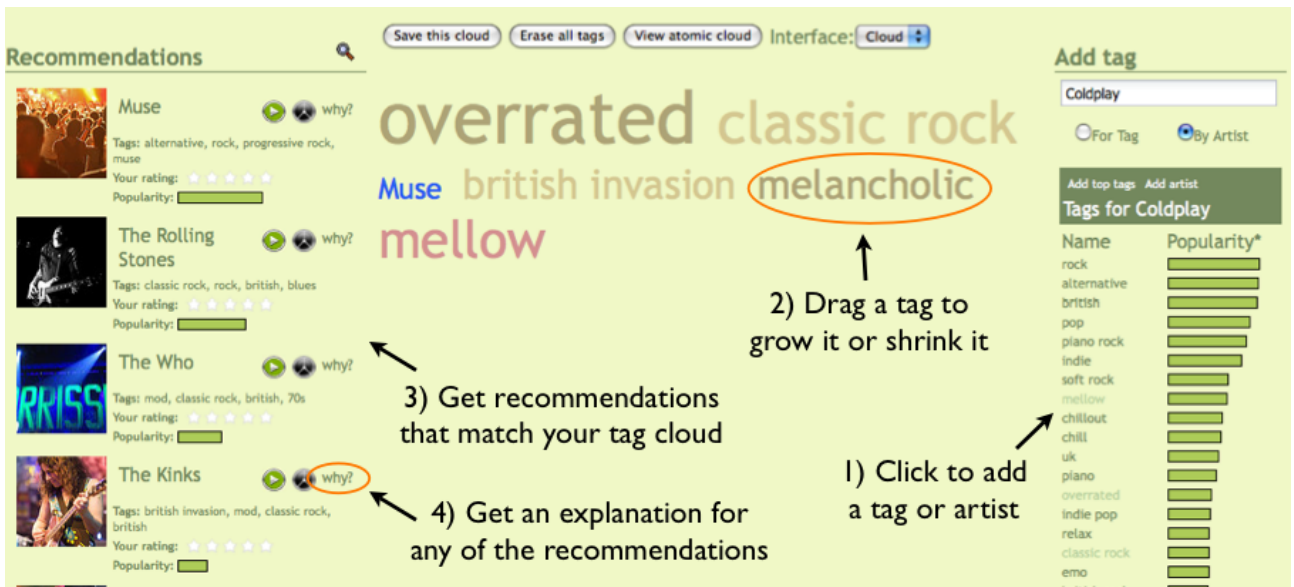 Recommendations
Muse
why?
Tags: alternative, rock, progressive rock,
muse
Your rating:
Popularity:
The Rolling
Stones
why?
Tags: classic rock, rock, british, blues
Your rating:
Popularity:
The Who
why?
Tags: mod, classic rock, british, 70s
Your rating:
Popularity:
RRISS
The Kinks
why?
Tags: british invasion, mod, classic rock,
british
Your rating:
Popularity:
Save this cloud Erase all tags View atomic cloud Interface: Cloud
overrated classic rock
Muse british invasion melancholic
mellow
2) Drag a tag to
grow it or shrink it
3) Get recommendations
that match your tag cloud
1) Click to add
a tag or artist
4) Get an explanation for
any of the recommendations
Add tag
Coldplay
For Tag By Artist
Add top tags Add artist
Tags for Coldplay
Name Popularity*
rock
alternative
british
pop
piano rock
indie
soft rock
mellow
chillout
chill
uk
piano
overrated
indie pop
relax
classic rock
emo